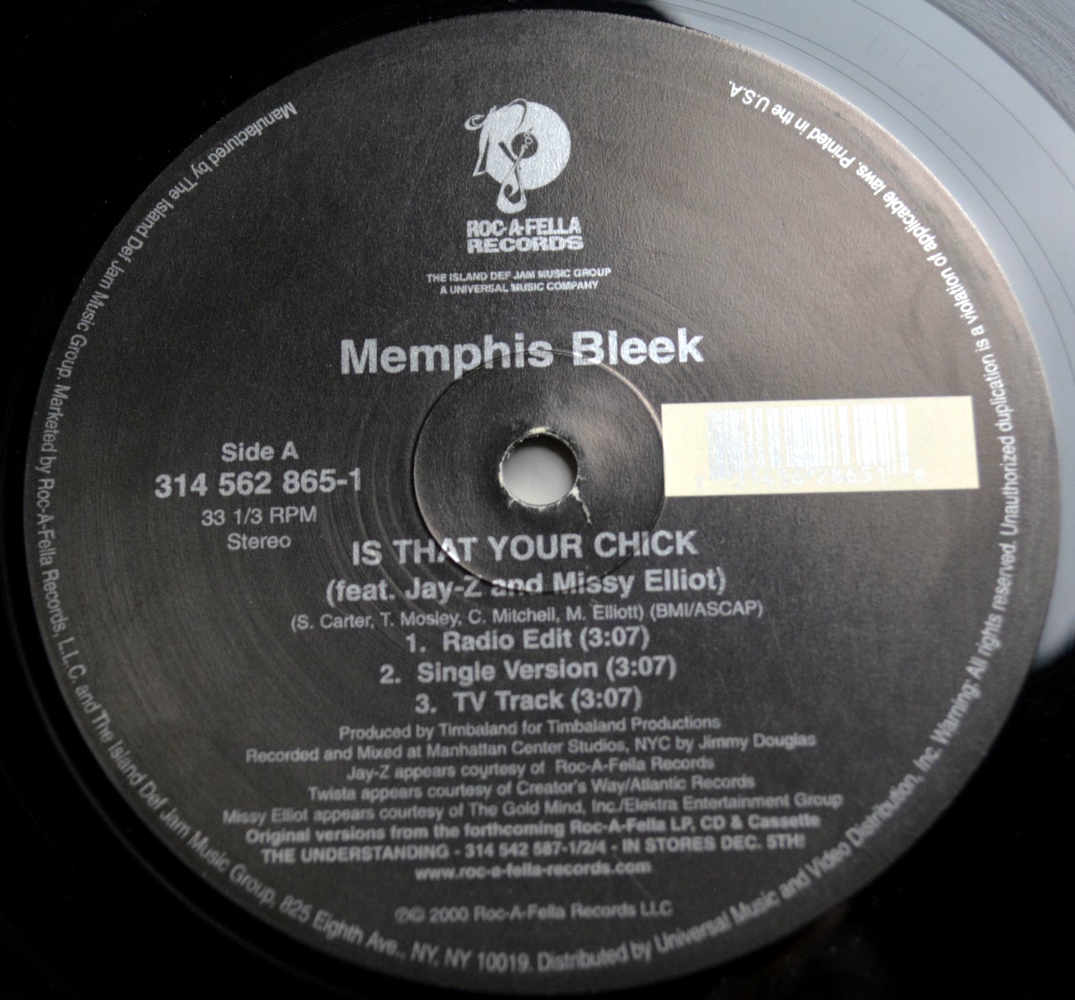 ROC-A-FELLA
RECORDS
THE ISLAND DEF JAM MUSIC GROUP
A UNIVERSAL MUSIC COMPANY
Memphis Bleek
Side A
314 562 865-1
33 1/3 RPM
Stereo
IS THAT YOUR CHICK
(feat. Jay-Z and Missy Elliot)
(S. Carter, T. Mosley, C. Mitchell, M. Elliott) (BMI/ASCAP)
1. Radio Edit (3:07)
2. Single Version (3:07)
3. TV Track (3:07)
Produced by Timbaland for Timbaland Productions
Recorded and Mixed at Manhattan Center Studios, NYC by Jimmy Douglas
Jay-Z appears courtesy of Roc-A-Fella Records
Twista appears courtesy of Creator's Way/Atlantic Records
Missy Elliot appears courtesy of The Gold Mind, Inc./Elektra Entertainment Group
Original versions from the forthcoming Roc-A-Fella LP, CD & Cassette
THE UNDERSTANDING - 314 542 587-1/2/4 - IN STORES DEC. 5TH!
www.roc-a-fella-records.com
℗© 2000 Roc-A-Fella Records LLC
Manufactured by The Island Def Jam Music Group. Marketed by Roc-A-Fella Records, L.L.C. and The Island Def Jam Music Group, 825 Eighth Ave., NY, NY 10019. Distributed by Universal Music and Video Distribution, Inc. Warning: All rights reserved. Unauthorized duplication is a violation of applicable laws. Printed in the U.S.A.